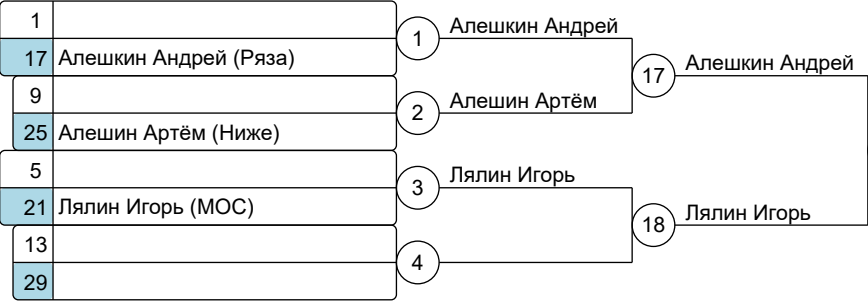 1
Алешкин Андрей
1
17 Алешкин Андрей (Ряза)
17
Алешкин Андрей
9
Алешин Артём
2
25 Алешин Артём (Ниже)
5
Лялин Игорь
3
21 Лялин Игорь (МОС)
18
Лялин Игорь
13
4
29